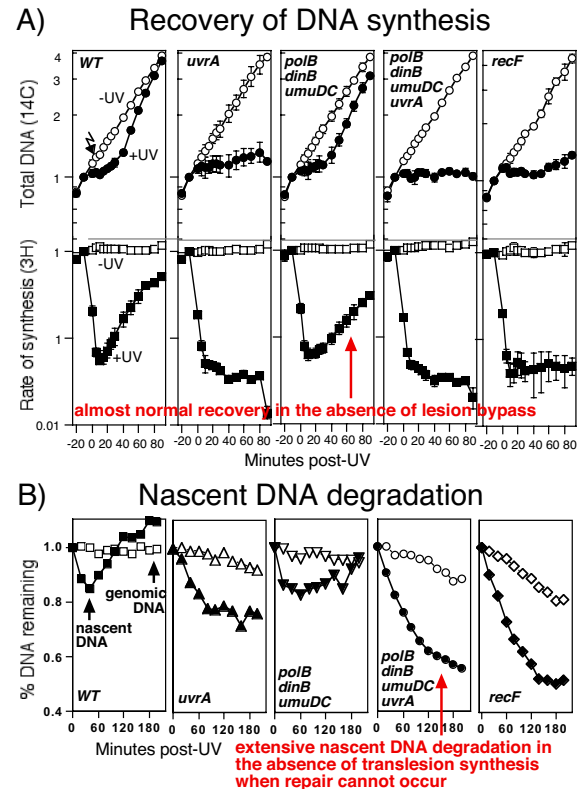 A) Recovery of DNA synthesis
Total DNA (14C)
4
3
2
1
WT
-UV
+UV
uvrA
polB
dinB
umuDC
polB
dinB
umuDC
uvrA
recF
Rate of synthesis (3H)
1
1
0.01
-UV
+UV
almost normal recovery in the absence of lesion bypass
-20 0 20 40 60 80
-20 0 20 40 60 80
-20 0 20 40 60 80
-20 0 20 40 60 80
-20 0 20 40 60 80
Minutes post-UV
B) Nascent DNA degradation
% DNA remaining
1.0
0.8
0.6
0.4
genomic
DNA
nascent
DNA
WT
uvrA
polB
dinB
umuDC
polB
dinB
umuDC
uvrA
recF
0 60 120 180
0 60 120 180
0 60 120 180
0 60 120 180
0 60 120 180
Minutes post-UV
extensive nascent DNA degradation in
the absence of translesion synthesis
when repair cannot occur